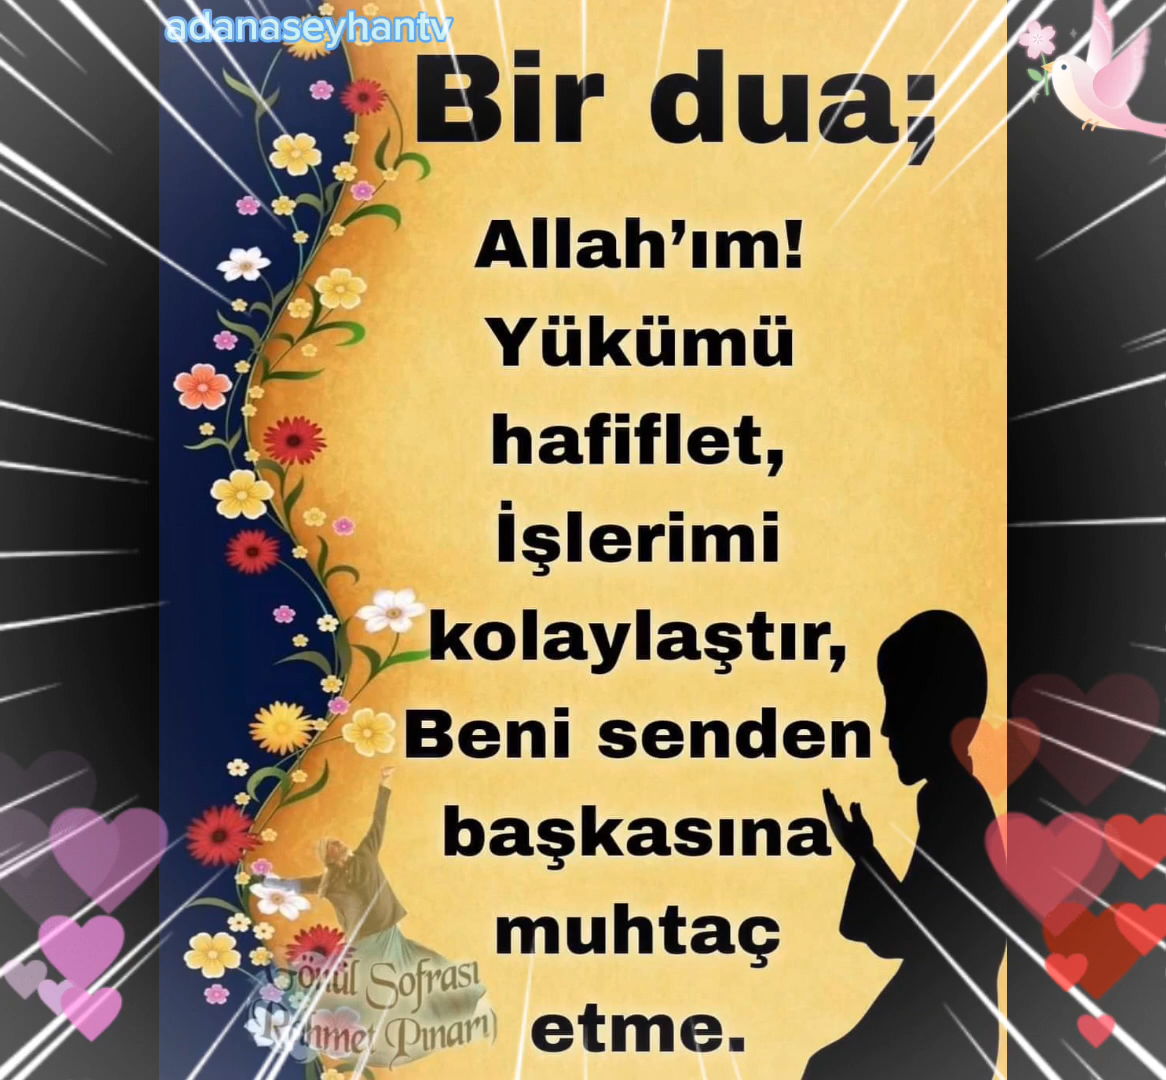 adanaseyhantv
Bir dua;
Allah’ım!
Yükümü
hafiflet,
İşlerimi
kolaylaştır,
Beni senden
başkasına
muhtaç
etme.
Gönül Sofrası
(Rahmet Pınarı)